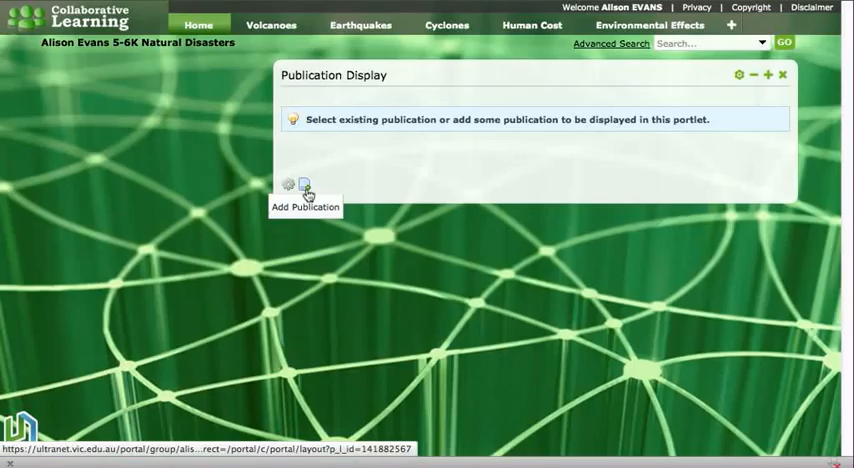 Welcome Alison EVANS | Privacy | Copyright | Disclaimer
Collaborative
Learning
Home Volcanoes Earthquakes Cyclones Human Cost Environmental Effects
Alison Evans 5-6K Natural Disasters
Advanced Search Search... GO
Publication Display
Select existing publication or add some publication to be displayed in this portlet.
Add Publication
https://ultranet.vic.edu.au/portal/group/alis...rect=/portal/c/portal/layout?p_l_id=141882567